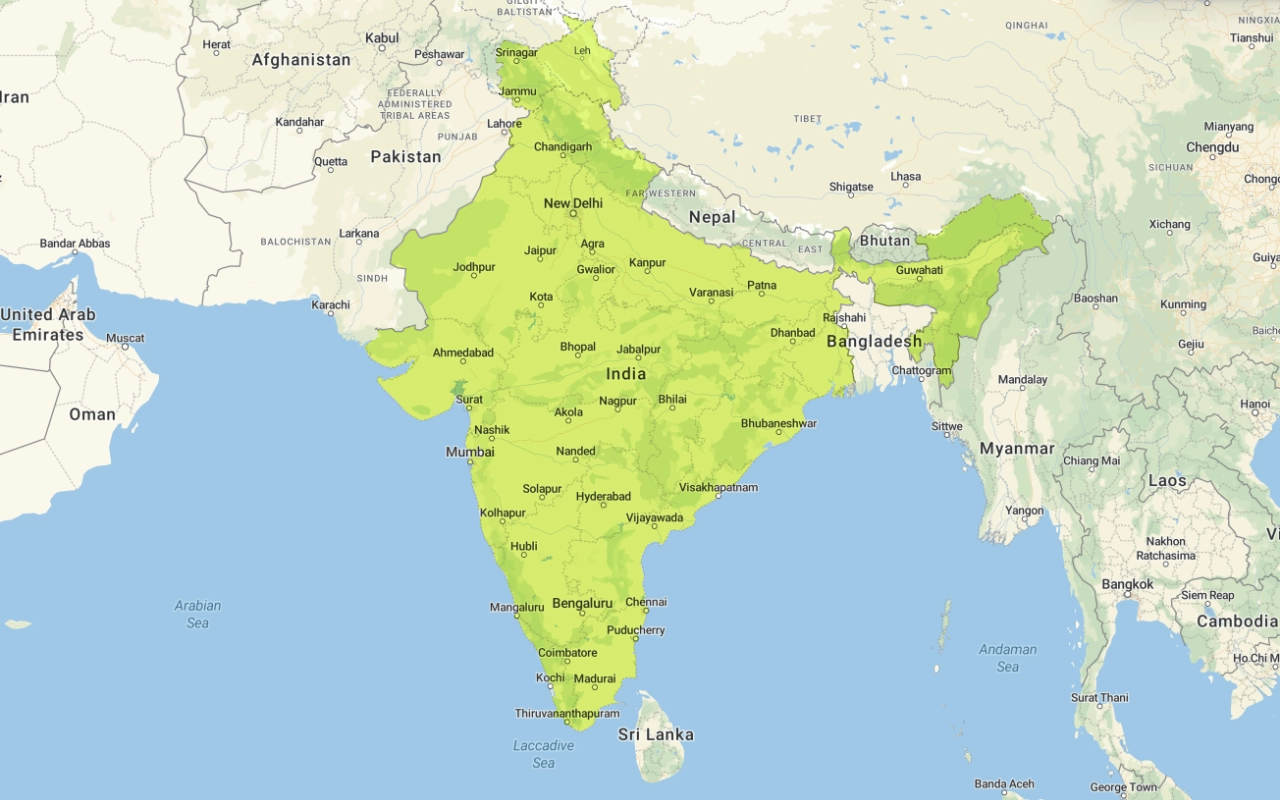 GILGIT-
BALTISTAN
QINGHAI
NINGXIA
Tianshui
Herat
Kabul
Afghanistan
Peshawar
Srinagar
Leh
Iran
FEDERALLY
ADMINISTERED
TRIBAL AREAS
Jammu
Kandahar
Lahore
PUNJAB
TIBET
Mianyang
Chengdu
Quetta
Pakistan
Chandigarh
SICHUAN
Lhasa
Shigatse
Chongq
FAR-WESTERN
New Delhi
Nepal
Xichang
Larkana
BALOCHISTAN
Bandar Abbas
CENTRAL
EAST
Bhutan
Jaipur
Agra
Guiya
Jodhpur
Gwalior
Kanpur
Guwahati
SINDH
Patna
Varanasi
Kota
Baoshan
Kunming
Karachi
United Arab
Emirates
Rajshahi
Muscat
Dhanbad
Bangladesh
Baice
Gejiu
Ahmedabad
Bhopal
Jabalpur
India
Chattogram
Mandalay
Surat
Nagpur
Bhilai
Hanoi
Oman
Akola
Nashik
Bhubaneshwar
Sittwe
Mumbai
Nanded
Myanmar
Chiang Mai
Laos
Solapur
Hyderabad
Visakhapatnam
Kolhapur
Vijayawada
Yangon
Vi
Hubli
Nakhon
Ratchasima
Bangkok
Siem Reap
Arabian
Sea
Mangaluru
Bengaluru
Chennai
Puducherry
Cambodia
Coimbatore
Andaman
Sea
Ho Chi M
Kochi
Madurai
Surat Thani
Thiruvananthapuram
Sri Lanka
Laccadive
Sea
Banda Aceh
George Town